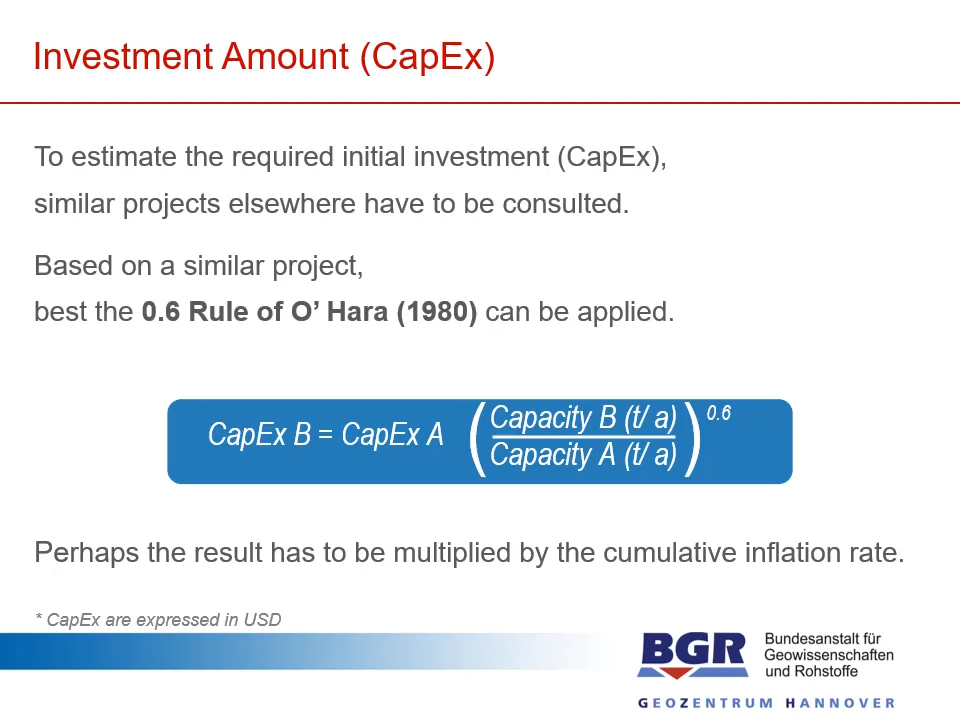 Investment Amount (CapEx)
To estimate the required initial investment (CapEx),
similar projects elsewhere have to be consulted.
Based on a similar project,
best the 0.6 Rule of O’ Hara (1980) can be applied.
CapEx B = CapEx A (Capacity B (t/ a)
Capacity A (t/ a)) 0.6
Perhaps the result has to be multiplied by the cumulative inflation rate.
* CapEx are expressed in USD
BGR
Bundesanstalt für
Geowissenschaften
und Rohstoffe
GEOZENTRUM HANNOVER